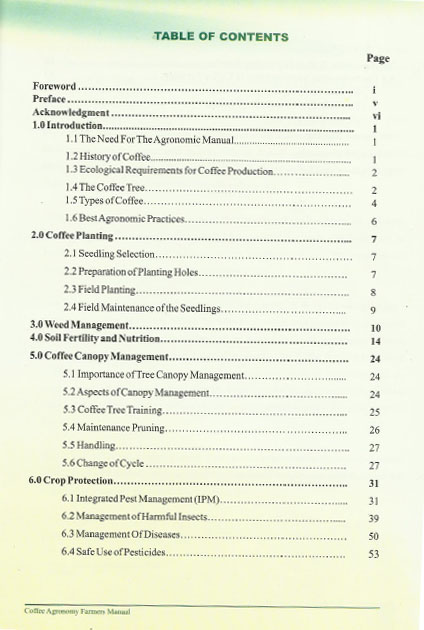 TABLE OF CONTENTS
Page
Foreword ........ i
Preface ........ v
Acknowledgment ........ vi
1.0 Introduction........ 1
1.1 The Need For The Agronomic Manual........ 1
1.2 History of Coffee........ 1
1.3 Ecological Requirements for Coffee Production........ 2
1.4 The Coffee Tree........ 2
1.5 Types of Coffee........ 4
1.6 Best Agronomic Practices........ 6
2.0 Coffee Planting ........ 7
2.1 Seedling Selection........ 7
2.2 Preparation of Planting Holes........ 7
2.3 Field Planting........ 8
2.4 Field Maintenance of the Seedlings........ 9
3.0 Weed Management........ 10
4.0 Soil Fertility and Nutrition........ 14
5.0 Coffee Canopy Management........ 24
5.1 Importance of Tree Canopy Management........ 24
5.2 Aspects of Canopy Management........ 24
5.3 Coffee Tree Training........ 25
5.4 Maintenance Pruning........ 26
5.5 Handling........ 27
5.6 Change of Cycle ........ 27
6.0 Crop Protection........ 31
6.1 Integrated Pest Management (IPM)........ 31
6.2 Management of Harmful Insects........ 39
6.3 Management Of Diseases........ 50
6.4 Safe Use of Pesticides........ 53
Coffee Agronomy Farmers Manual